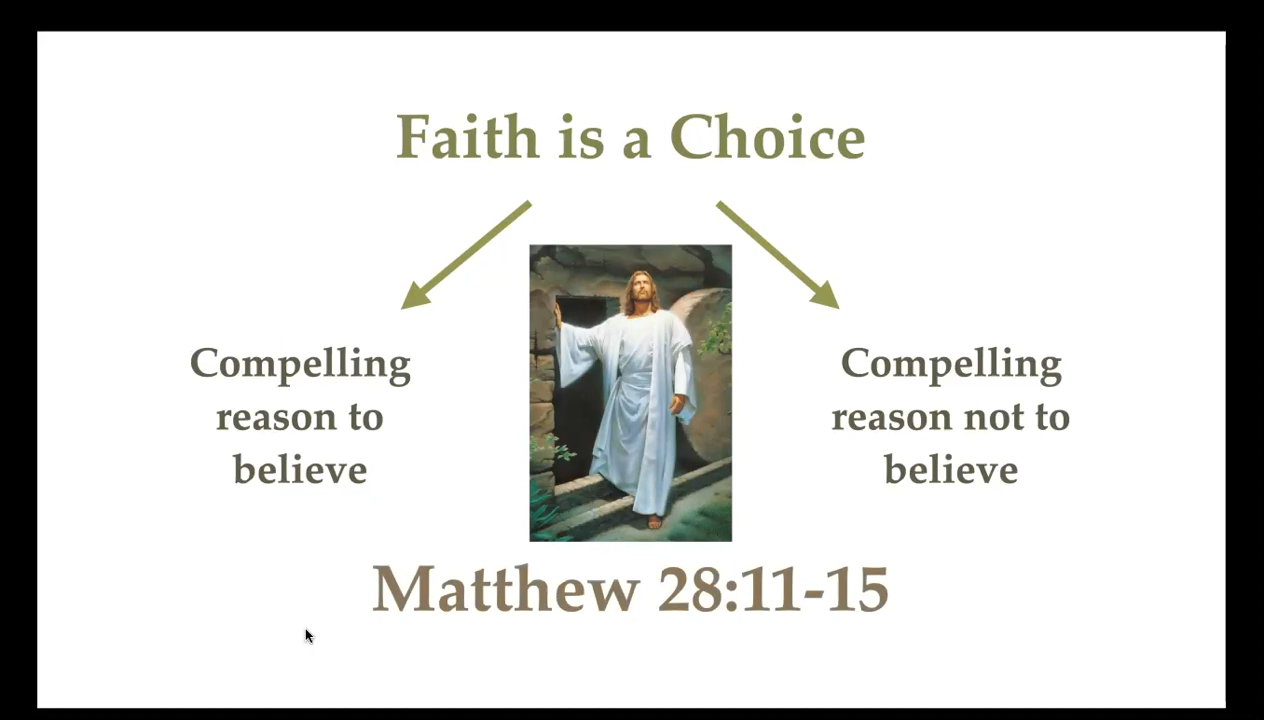 Faith is a Choice
Compelling
reason to
believe
Compelling
reason not to
believe
Matthew 28:11-15